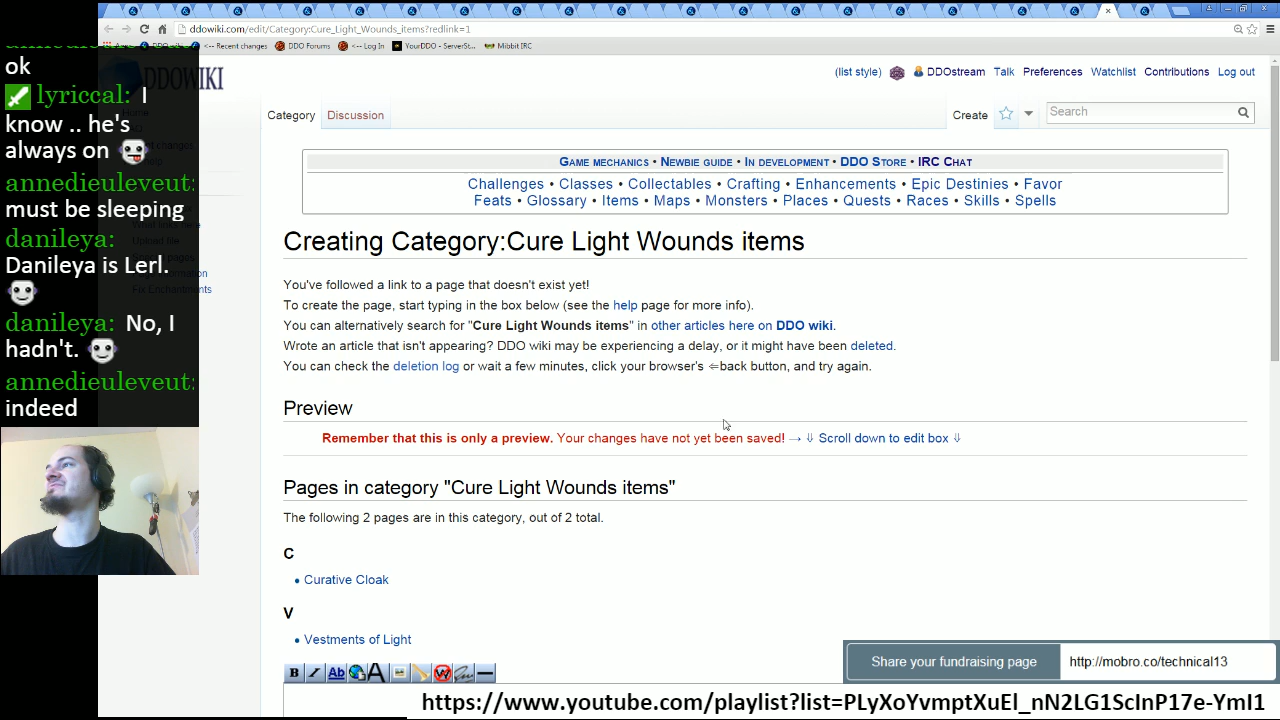 ddowiki.com/edit/Category:Cure_Light_Wounds_items?redlink=1
<-- Recent changes DDO Forums <-- Log In YourDDO - ServerSt... Mibbit IRC
ok
lyriccal: I
know .. he's
always on
annedieuleveut:
must be sleeping
danileya:
Danileya is Lerl.
danileya: No, I
hadn't.
annedieuleveut:
indeed
DDOWIKI
(list style) DDOstream Talk Preferences Watchlist Contributions Log out
Category Discussion Create Search
Game mechanics • Newbie guide • In development • DDO Store • IRC Chat
Challenges • Classes • Collectables • Crafting • Enhancements • Epic Destinies • Favor
Feats • Glossary • Items • Maps • Monsters • Places • Quests • Races • Skills • Spells
Creating Category:Cure Light Wounds items
You've followed a link to a page that doesn't exist yet!
To create the page, start typing in the box below (see the help page for more info).
You can alternatively search for "Cure Light Wounds items" in other articles here on DDO wiki.
Wrote an article that isn't appearing? DDO wiki may be experiencing a delay, or it might have been deleted.
You can check the deletion log or wait a few minutes, click your browser's ⇐back button, and try again.
Preview
Remember that this is only a preview. Your changes have not yet been saved! → ⇓ Scroll down to edit box ⇓
Pages in category "Cure Light Wounds items"
The following 2 pages are in this category, out of 2 total.
C
• Curative Cloak
V
• Vestments of Light
B I Ab A W
Share your fundraising page http://mobro.co/technical13
https://www.youtube.com/playlist?list=PLyXoYvmptXuEl_nN2LG1ScInP17e-YmI1